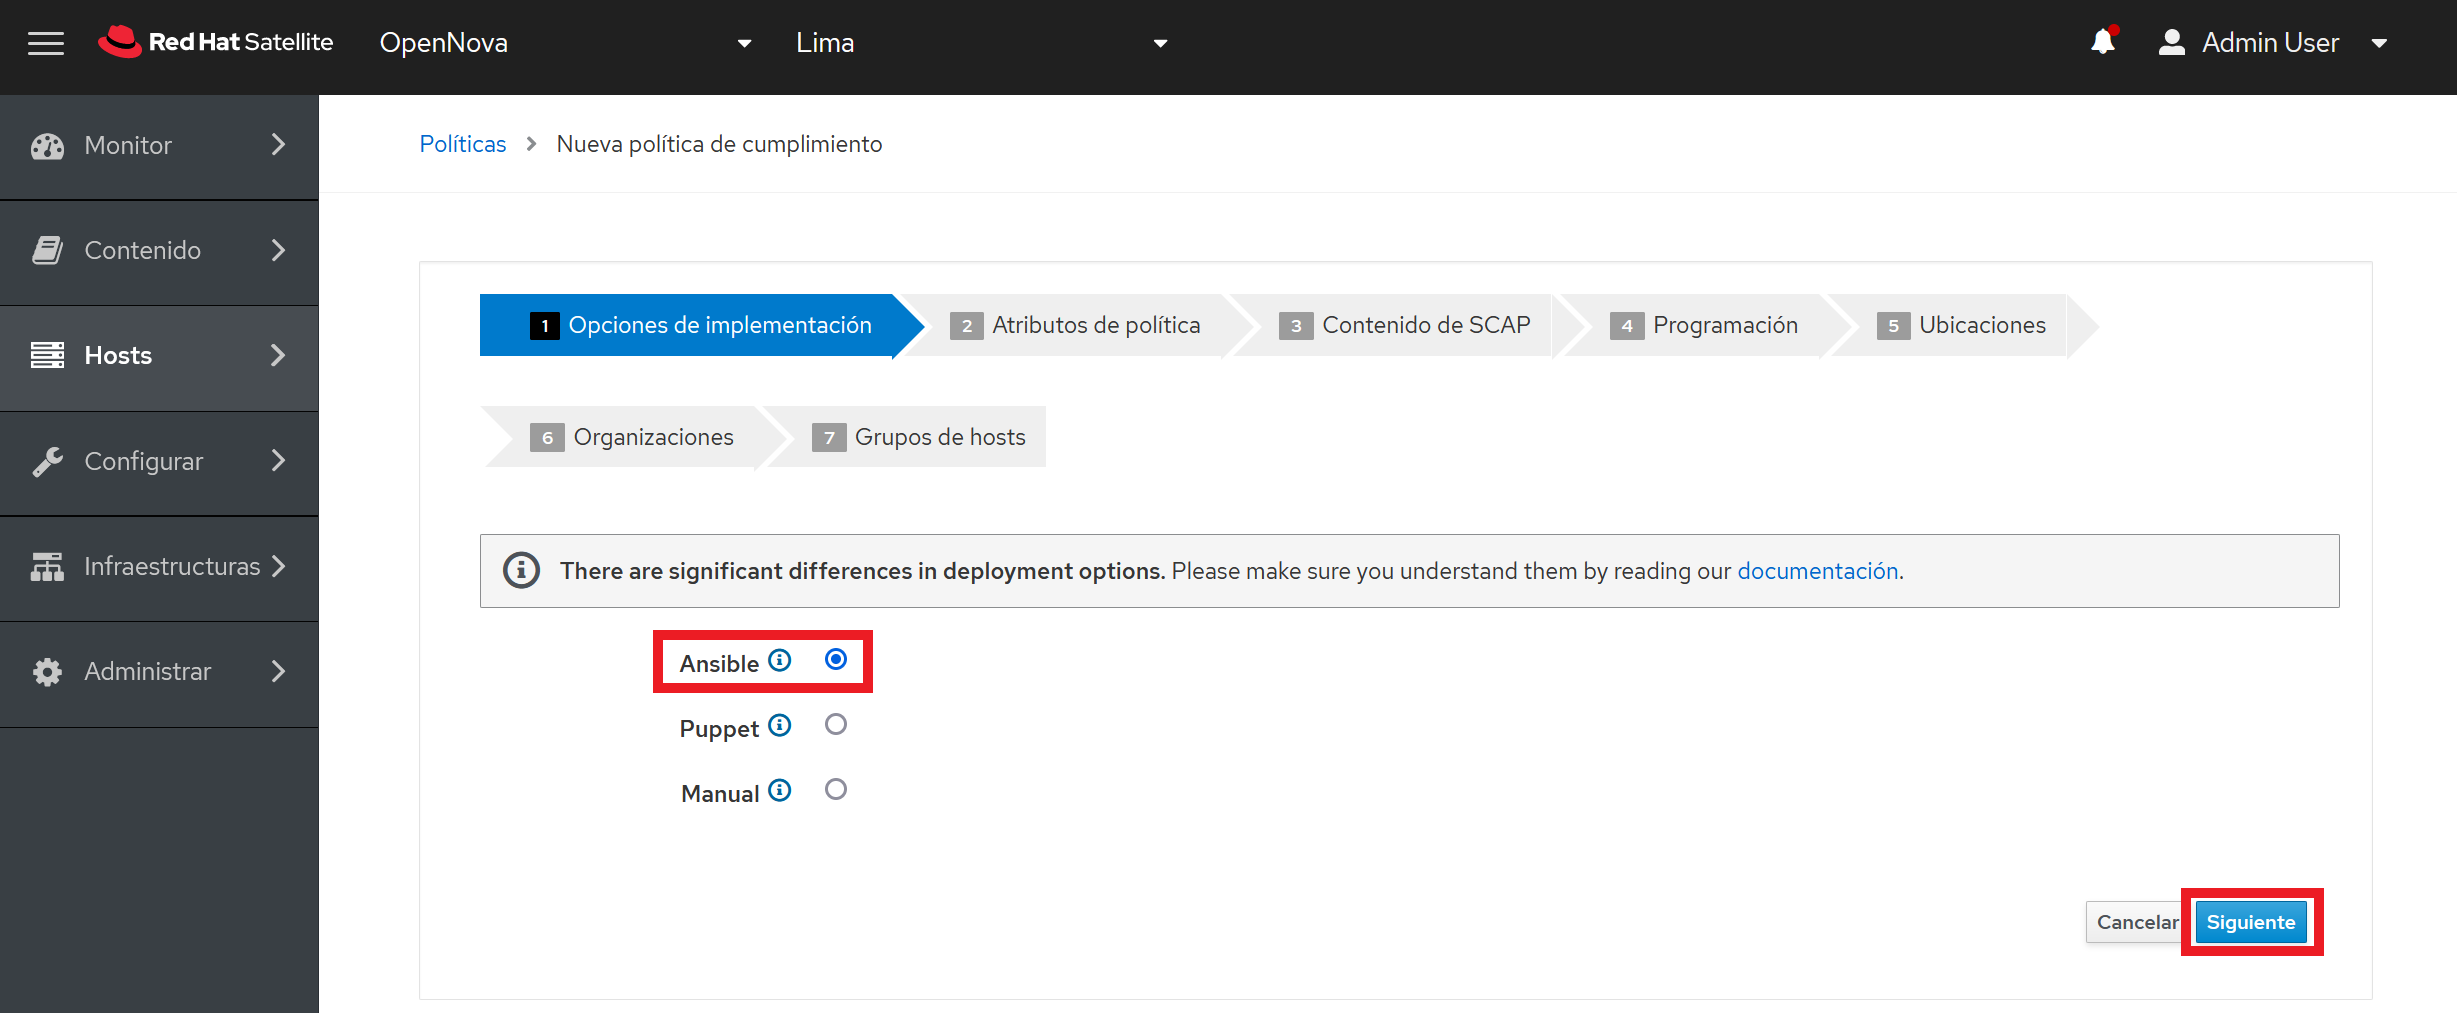 Red Hat Satellite OpenNova Lima Admin User
Monitor
Contenido
Hosts
Configurar
Infraestructuras
Administrar
Políticas Nueva política de cumplimiento
1 Opciones de implementación 2 Atributos de política 3 Contenido de SCAP 4 Programación 5 Ubicaciones
6 Organizaciones 7 Grupos de hosts
There are significant differences in deployment options. Please make sure you understand them by reading our documentación.
Ansible
Puppet
Manual
Cancelar Siguiente